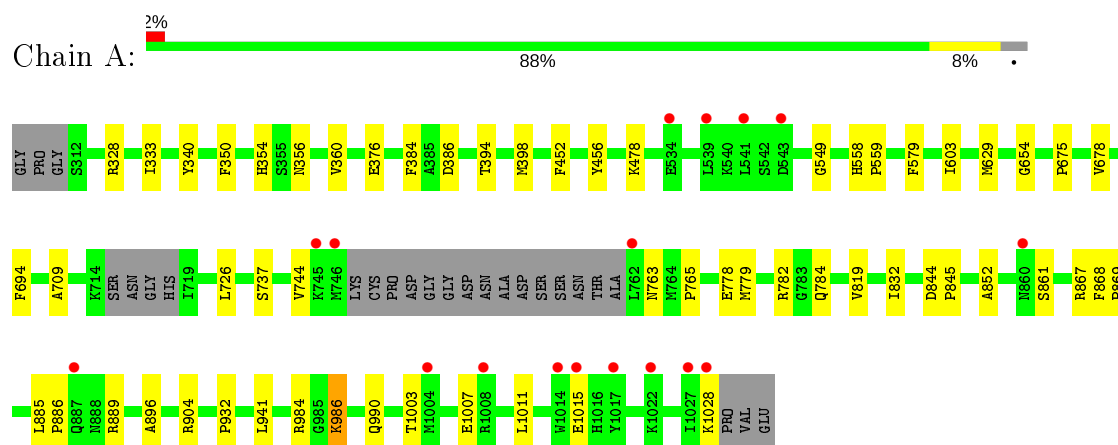 2%
Chain A:
88% 8% •
GLY PRO GLY S312 R328 I333 Y340 F350 H354 S355 N356 V360 E376 F384 A385 D386 T394 M398 F452 Y456 K478 E534 L539 K540 L541 S542 D543 G549 H558 P559 F579 I603 M629 G654 P675 V678
F694 A709 K714 SER ASN GLY HIS I719 L726 S737 V744 K745 M746 LYS CYS PRO ASP GLY GLY ASP ASN ALA ASP SER SER ASN THR ALA L762 N763 M764 P765 E778 M779 R782 G783 Q784 V819 I832 D844 P845 A852 N860 S861 R867 F868 P869
L885 P886 Q887 N888 R889 A896 R904 P932 L941 R984 G985 K986 Q990 T1003 M1004 E1007 R1008 L1011 W1014 E1015 H1016 Y1017 K1022 I1027 K1028 PRO VAL GLU